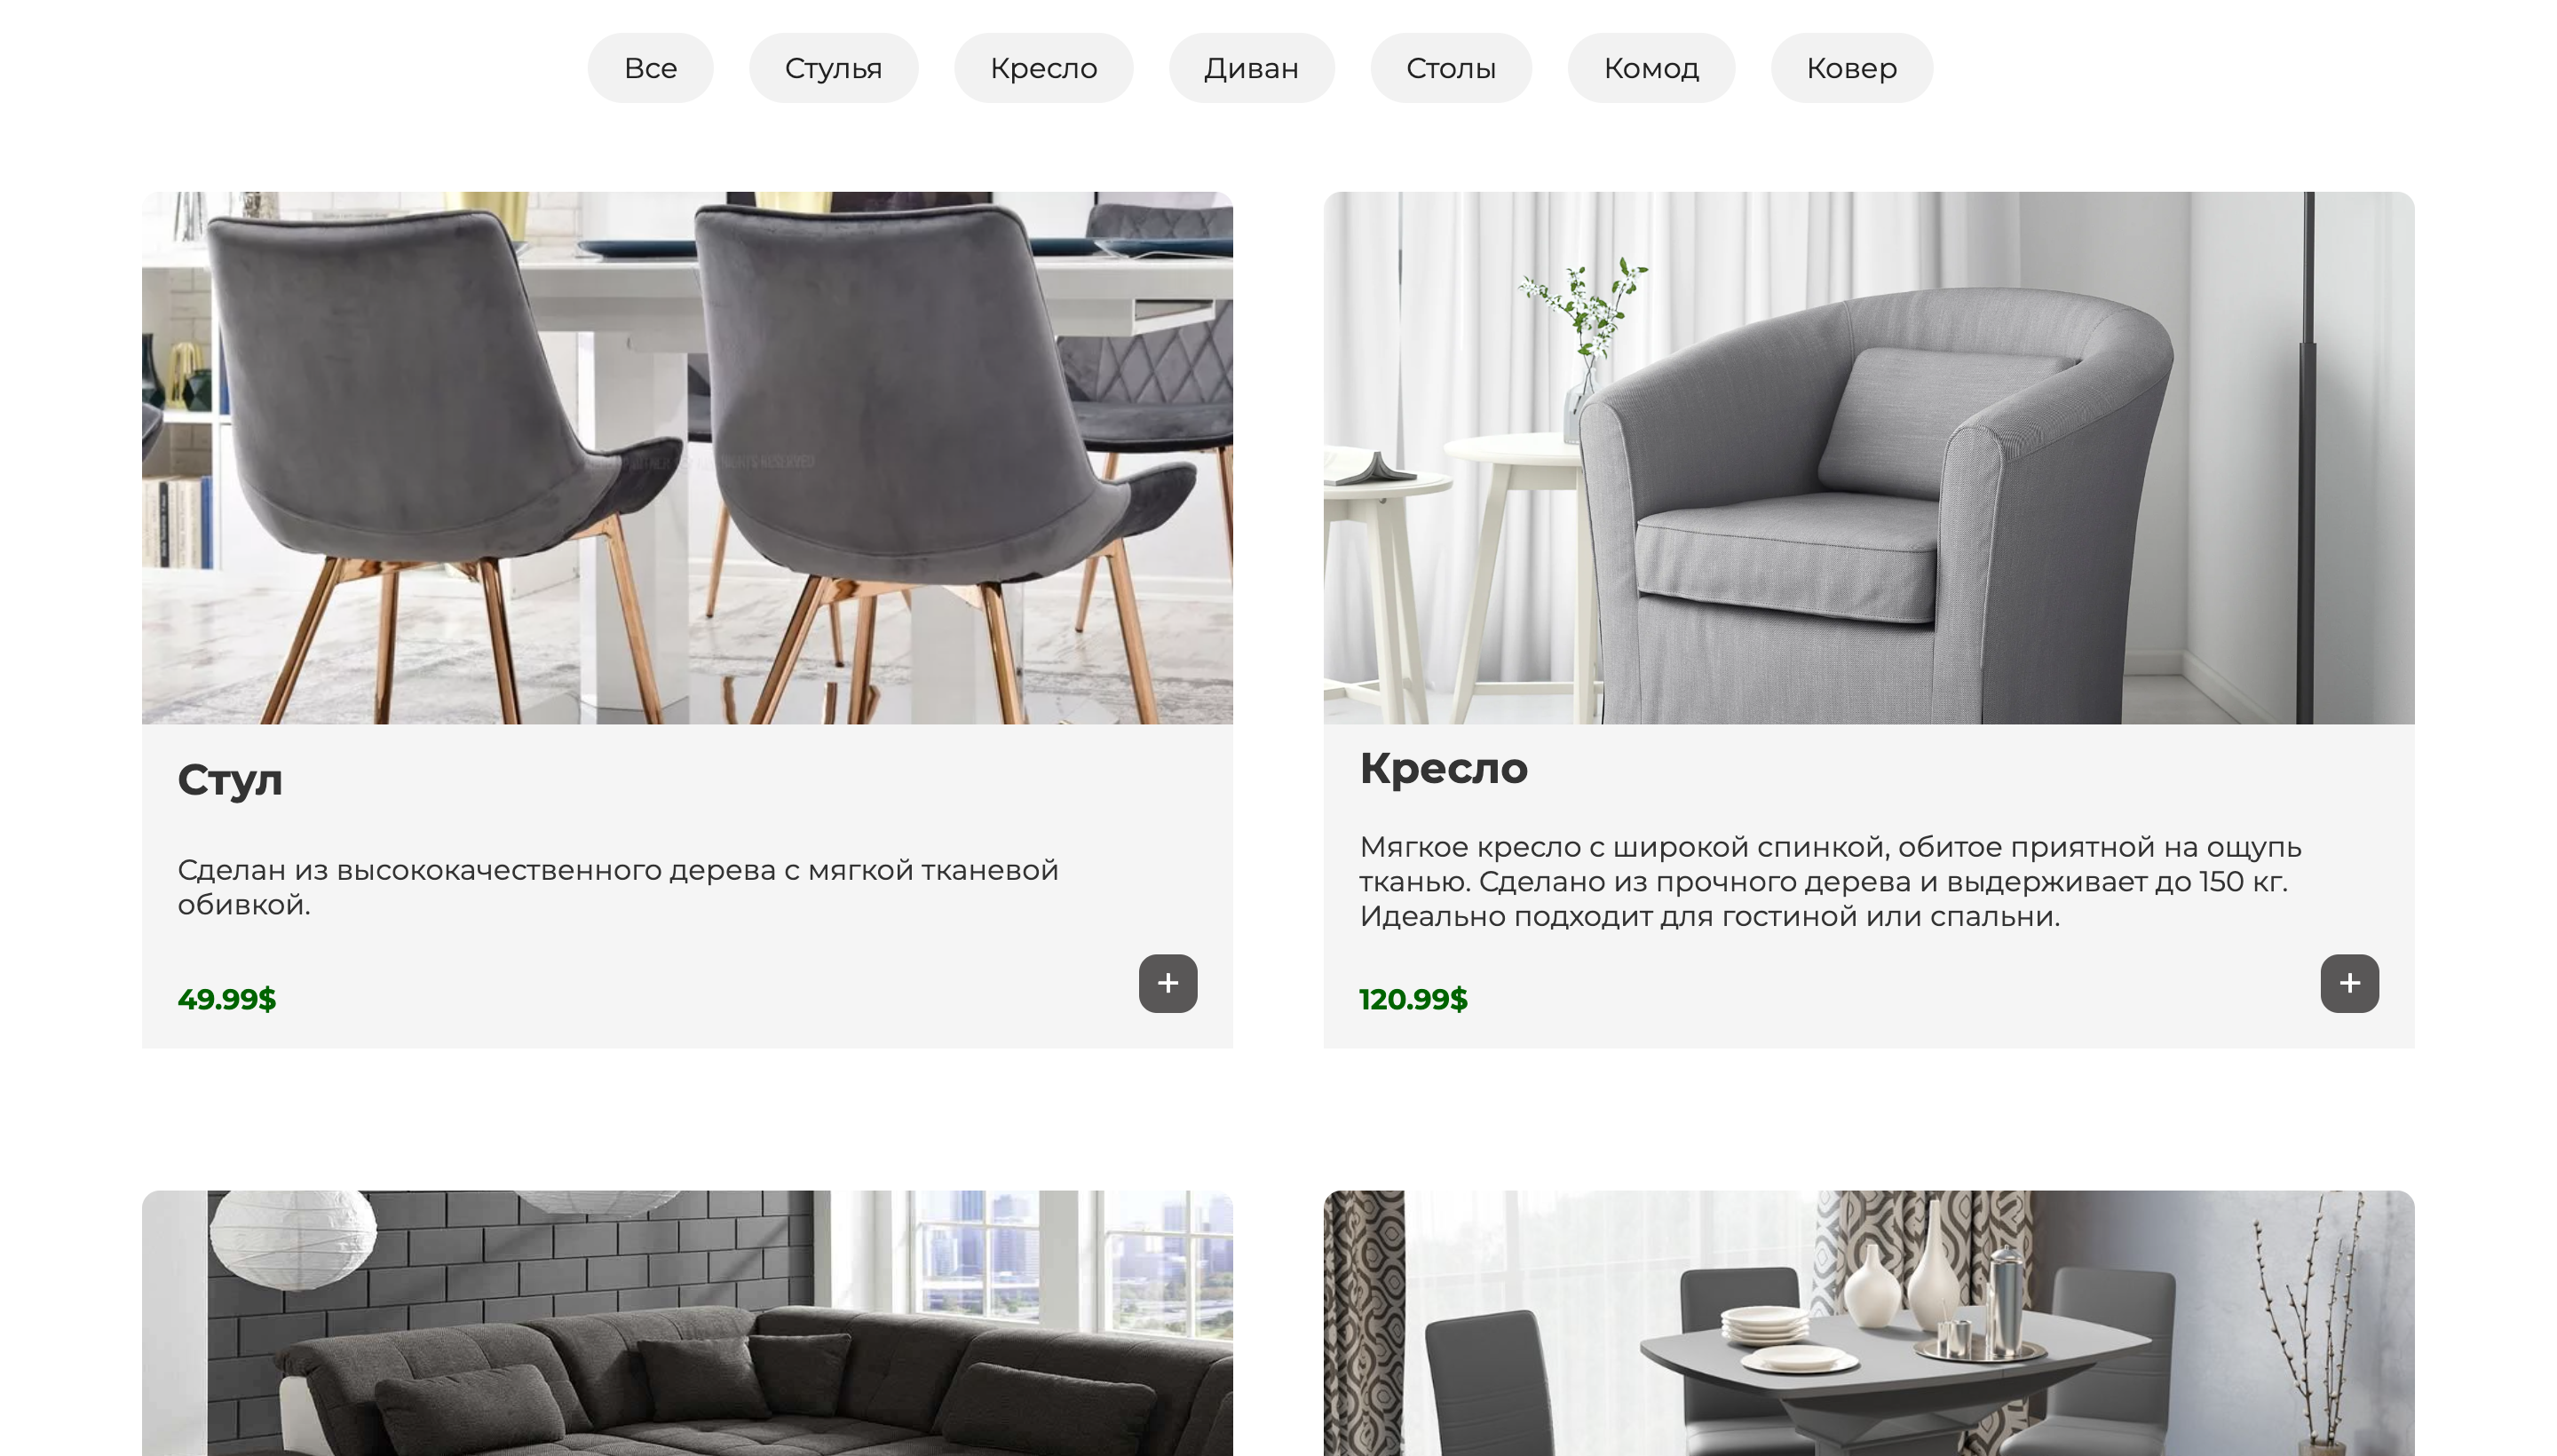 Все
Стулья
Кресло
Диван
Столы
Комод
Ковер
Стул
Сделан из высококачественного дерева с мягкой тканевой
обивкой.
49.99$
+
Кресло
Мягкое кресло с широкой спинкой, обитое приятной на ощупь
тканью. Сделано из прочного дерева и выдерживает до 150 кг.
Идеально подходит для гостиной или спальни.
120.99$
+